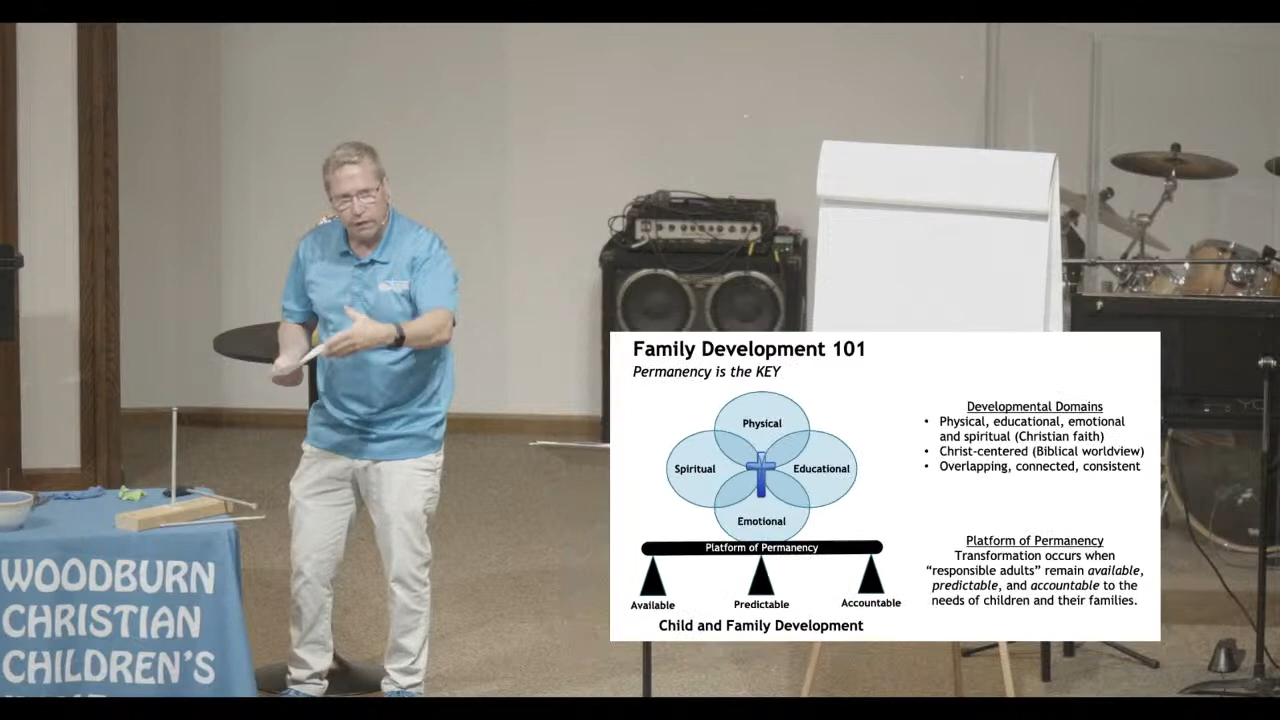 WOODBURN
CHRISTIAN
CHILDREN'S
Family Development 101
Permanency is the KEY
Physical
Spiritual
Educational
Emotional
Platform of Permanency
Available
Predictable
Accountable
Child and Family Development
Developmental Domains
• Physical, educational, emotional
and spiritual (Christian faith)
• Christ-centered (Biblical worldview)
• Overlapping, connected, consistent
Platform of Permanency
Transformation occurs when
“responsible adults” remain available,
predictable, and accountable to the
needs of children and their families.